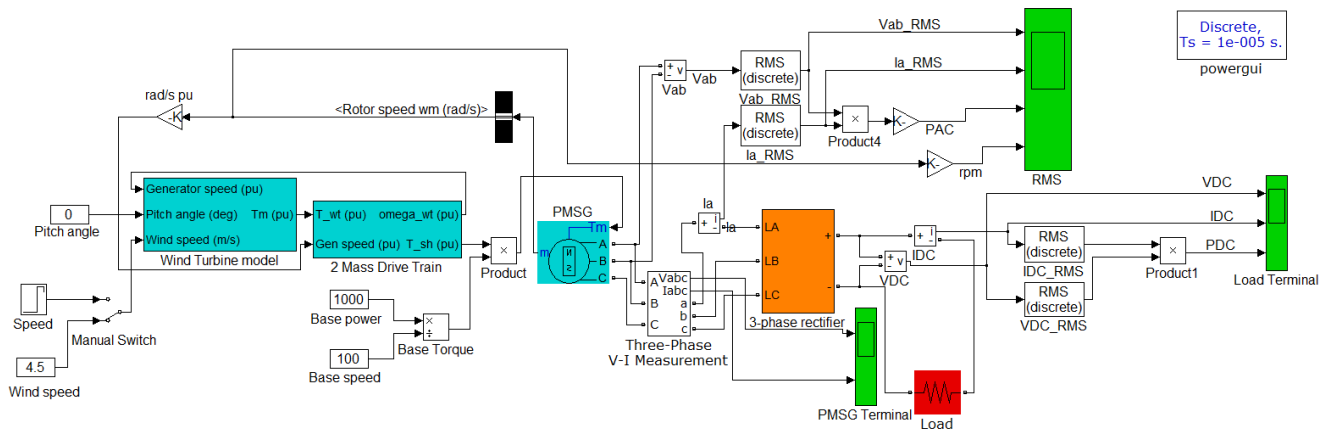 Discrete,
Ts = 1e-005 s.
powergui
Vab_RMS
Ia_RMS
RMS
RMS
(discrete)
Vab_RMS
RMS
(discrete)
+
-
v
Vab
Vab
×
Product4
K-
PAC
K-
rpm
Ia_RMS
rad/s pu
-K
<Rotor speed wm (rad/s)>
Generator speed (pu)
Pitch angle (deg)
Tm (pu)
Wind speed (m/s)
Wind Turbine model
0
Pitch angle
T_wt (pu)
omega_wt (pu)
Gen speed (pu)
T_sh (pu)
2 Mass Drive Train
×
Product
PMSG
Tm
m
N
S
A
B
C
1000
Base power
100
Base speed
×
÷
Base Torque
Speed
Manual Switch
4.5
Wind speed
Vabc
Iabc
A
B
C
a
b
c
Three-Phase
V-I Measurement
Ia
+
i
-
Ia
LA
LB
LC
+
-
3-phase rectifier
+
i
-
IDC
+
-
v
VDC
RMS
(discrete)
IDC_RMS
RMS
(discrete)
VDC_RMS
×
Product1
VDC
IDC
PDC
Load Terminal
PMSG Terminal
Load